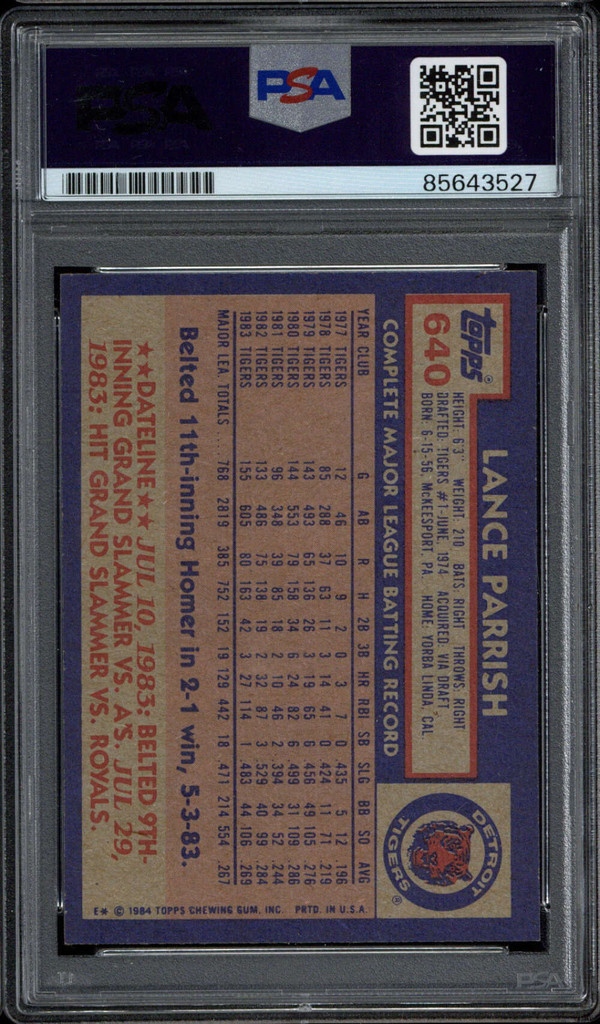 PSA
PSA
85643527
topps®
640
LANCE PARRISH
HEIGHT: 6'3" WEIGHT: 210 BATS: RIGHT THROWS: RIGHT
DRAFTED: TIGERS #1-JUNE, 1974 ACQUIRED: VIA DRAFT
BORN: 6-15-56, McKEESPORT, PA HOME: YORBA LINDA, CAL
DETROIT TIGERS®
COMPLETE MAJOR LEAGUE BATTING RECORD
YEAR CLUB G AB R H 2B 3B HR RBI SB SLG BB SO AVG
1977 TIGERS 12 46 10 9 2 0 3 7 0 .435 5 12 .196
1978 TIGERS 85 288 37 63 11 3 14 41 0 .424 11 71 .219
1979 TIGERS 143 493 65 136 26 3 19 65 6 .456 49 105 .276
1980 TIGERS 144 553 79 158 34 6 24 82 6 .499 31 109 .286
1981 TIGERS 96 348 39 85 18 2 10 46 2 .394 34 52 .244
1982 TIGERS 133 486 75 138 19 2 32 87 3 .529 40 99 .284
1983 TIGERS 155 605 80 163 42 3 27 114 1 .483 44 106 .269
MAJOR LEA. TOTALS ... 768 2819 385 752 152 19 129 442 18 .471 214 554 .267
Belted 11th-inning Homer in 2-1 win, 5-3-83.
★★DATELINE★★ JUL 10, 1983: BELTED 9TH-
INNING GRAND SLAMMER VS. A'S. JUL 29,
1983: HIT GRAND SLAMMER VS. ROYALS.
E* © 1984 TOPPS CHEWING GUM, INC. PRTD. IN U.S.A.
PSA